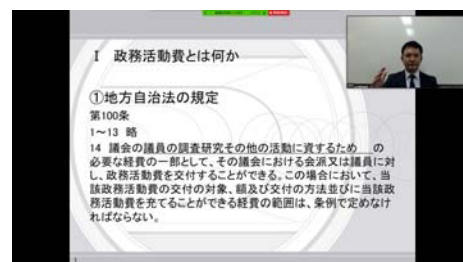 Ⅰ 政務活動費とは何か
①地方自治法の規定
第100条
1～13 略
14 議会の議員の調査研究その他の活動に資するため の
必要な経費の一部として、その議会における会派又は議員に対
し、政務活動費を交付することができる。この場合において、当
該政務活動費の交付の対象、額及び交付の方法並びに当該政
務活動費を充てることができる経費の範囲は、条例で定めなけ
ればならない。